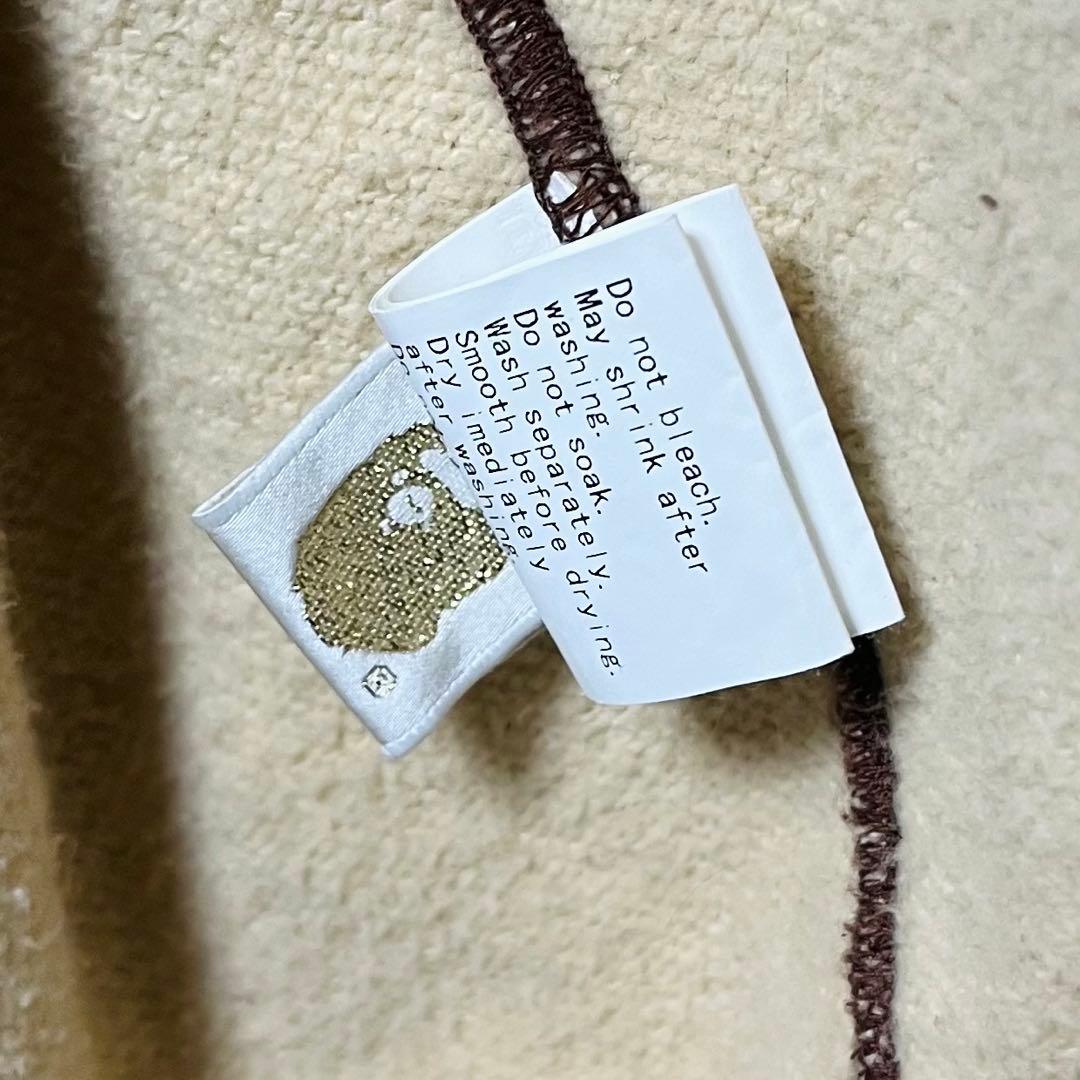 Do not bleach.
May shrink after
washing.
Do not soak.
Wash separately.
Smooth before drying.
Dry imediately
after washing